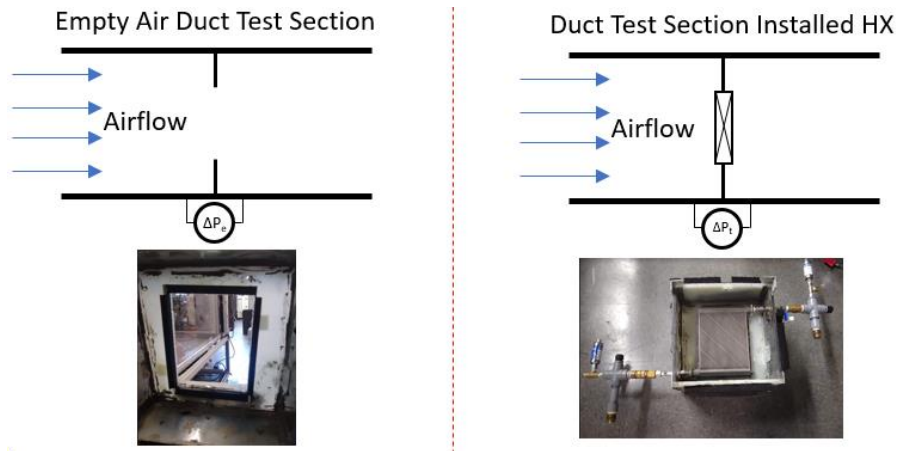 Empty Air Duct Test Section
Airflow
ΔPe
Duct Test Section Installed HX
Airflow
ΔPt